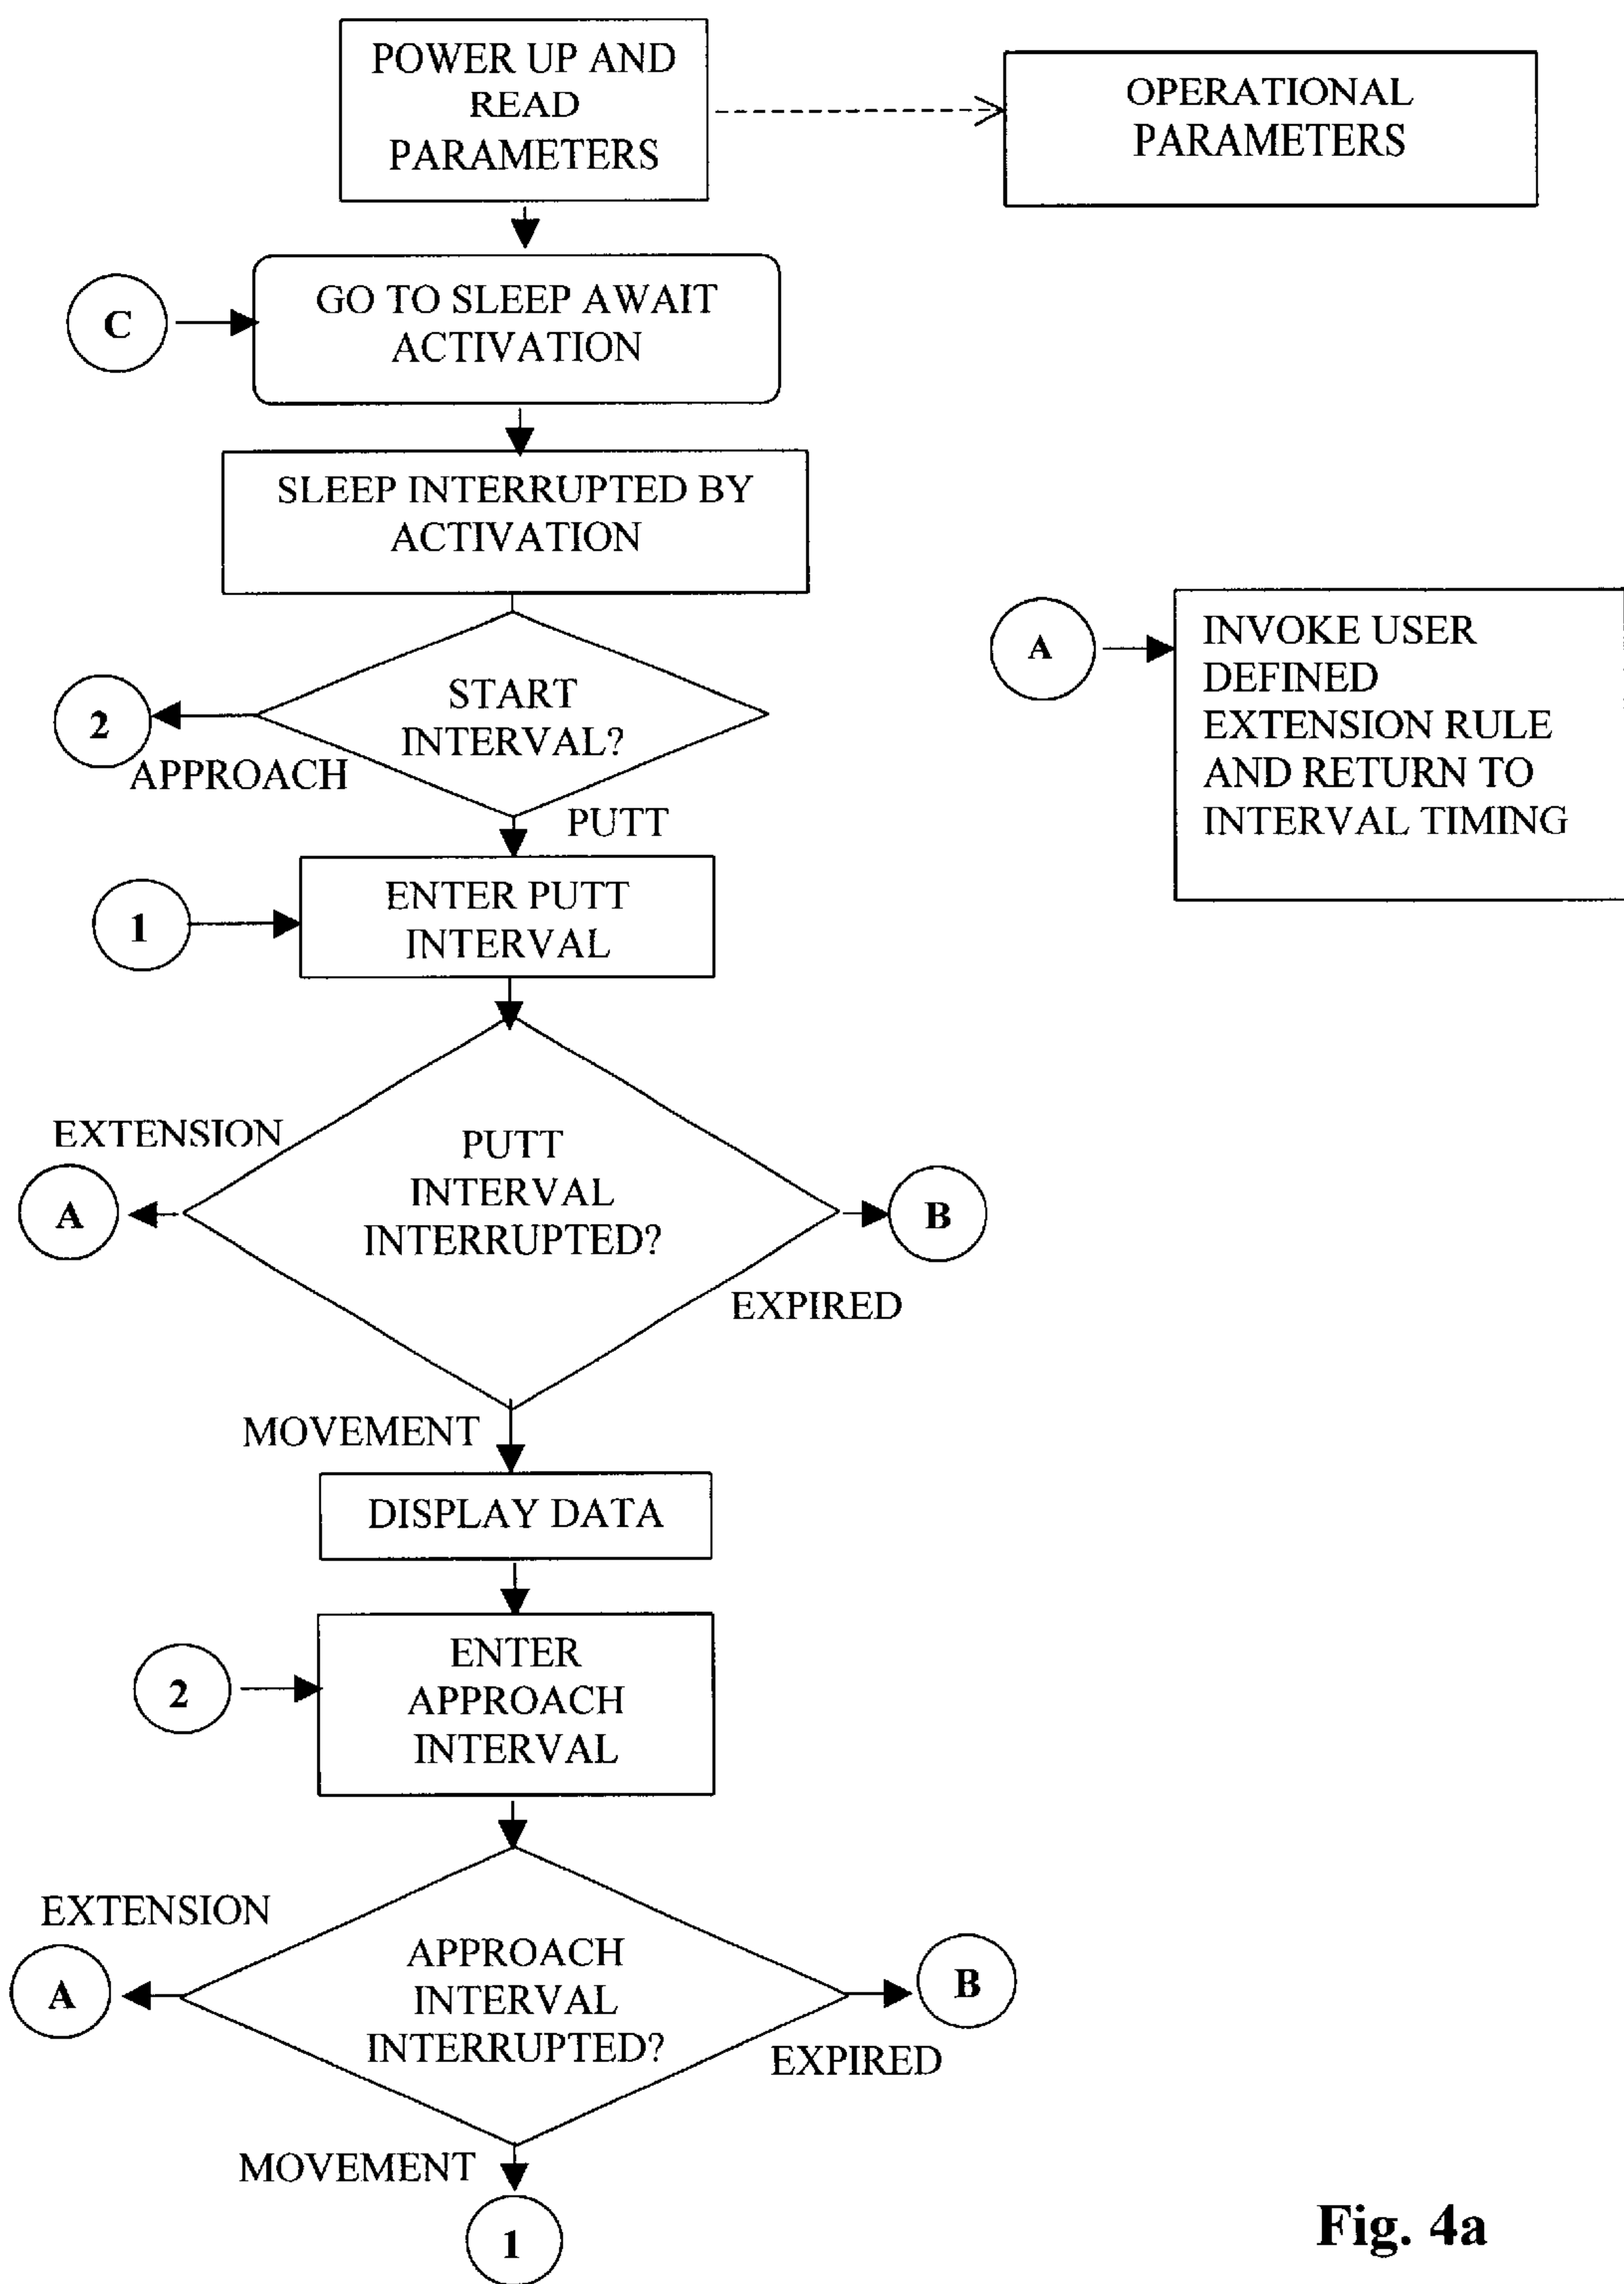 POWER UP AND
READ
PARAMETERS
OPERATIONAL
PARAMETERS
C
GO TO SLEEP AWAIT
ACTIVATION
SLEEP INTERRUPTED BY
ACTIVATION
START
INTERVAL?
2
APPROACH
PUTT
A
INVOKE USER
DEFINED
EXTENSION RULE
AND RETURN TO
INTERVAL TIMING
1
ENTER PUTT
INTERVAL
EXTENSION
A
PUTT
INTERVAL
INTERRUPTED?
B
EXPIRED
MOVEMENT
DISPLAY DATA
2
ENTER
APPROACH
INTERVAL
EXTENSION
A
APPROACH
INTERVAL
INTERRUPTED?
B
EXPIRED
MOVEMENT
1
Fig. 4a